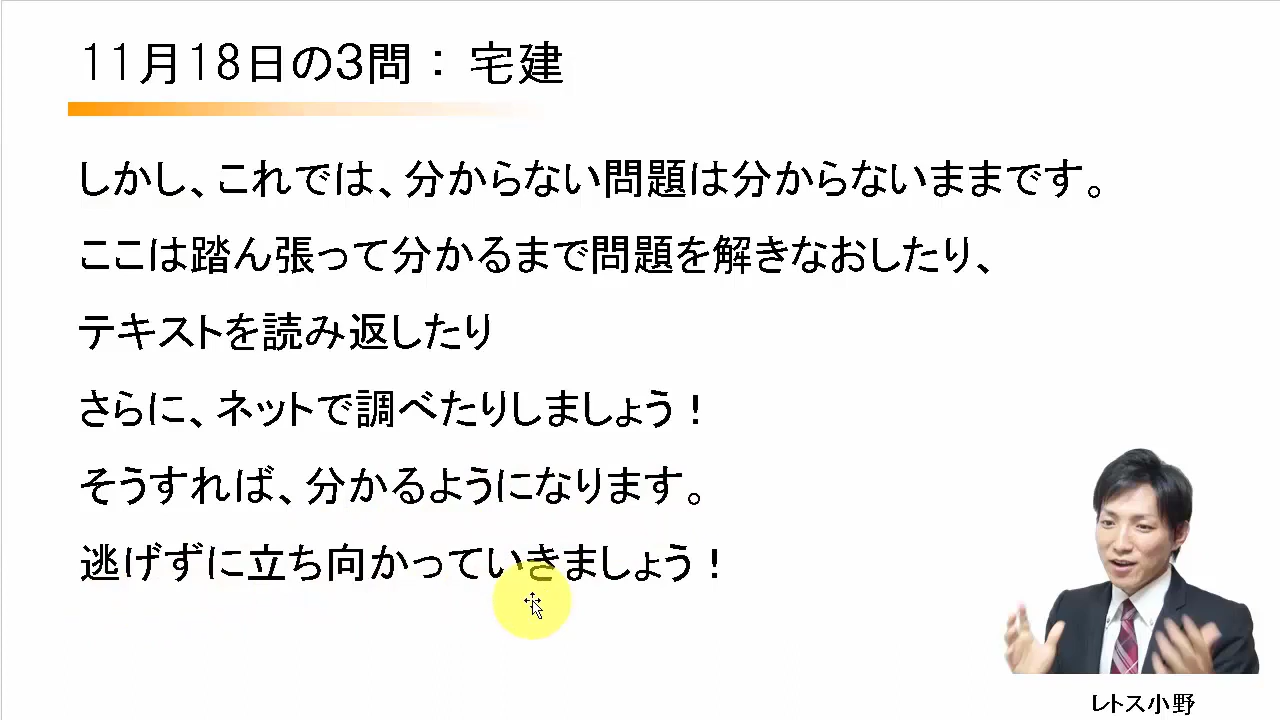 11月18日の3問：宅建
しかし、これでは、分からない問題は分からないままです。
ここは踏ん張って分かるまで問題を解きなおしたり、
テキストを読み返したり
さらに、ネットで調べたりしましょう！
そうすれば、分かるようになります。
逃げずに立ち向かっていきましょう！
レトス小野